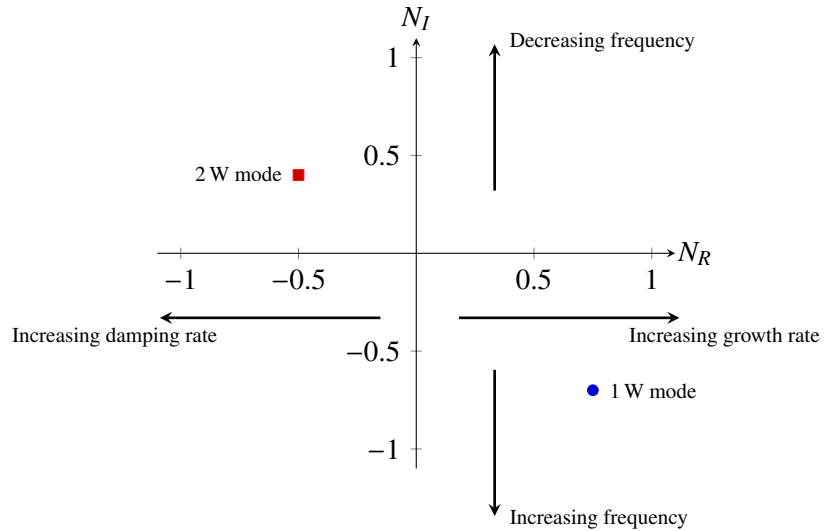 N_I
Decreasing frequency
1
0.5
2 W mode
N_R
−1
−0.5
0.5
1
Increasing damping rate
Increasing growth rate
−0.5
1 W mode
−1
Increasing frequency